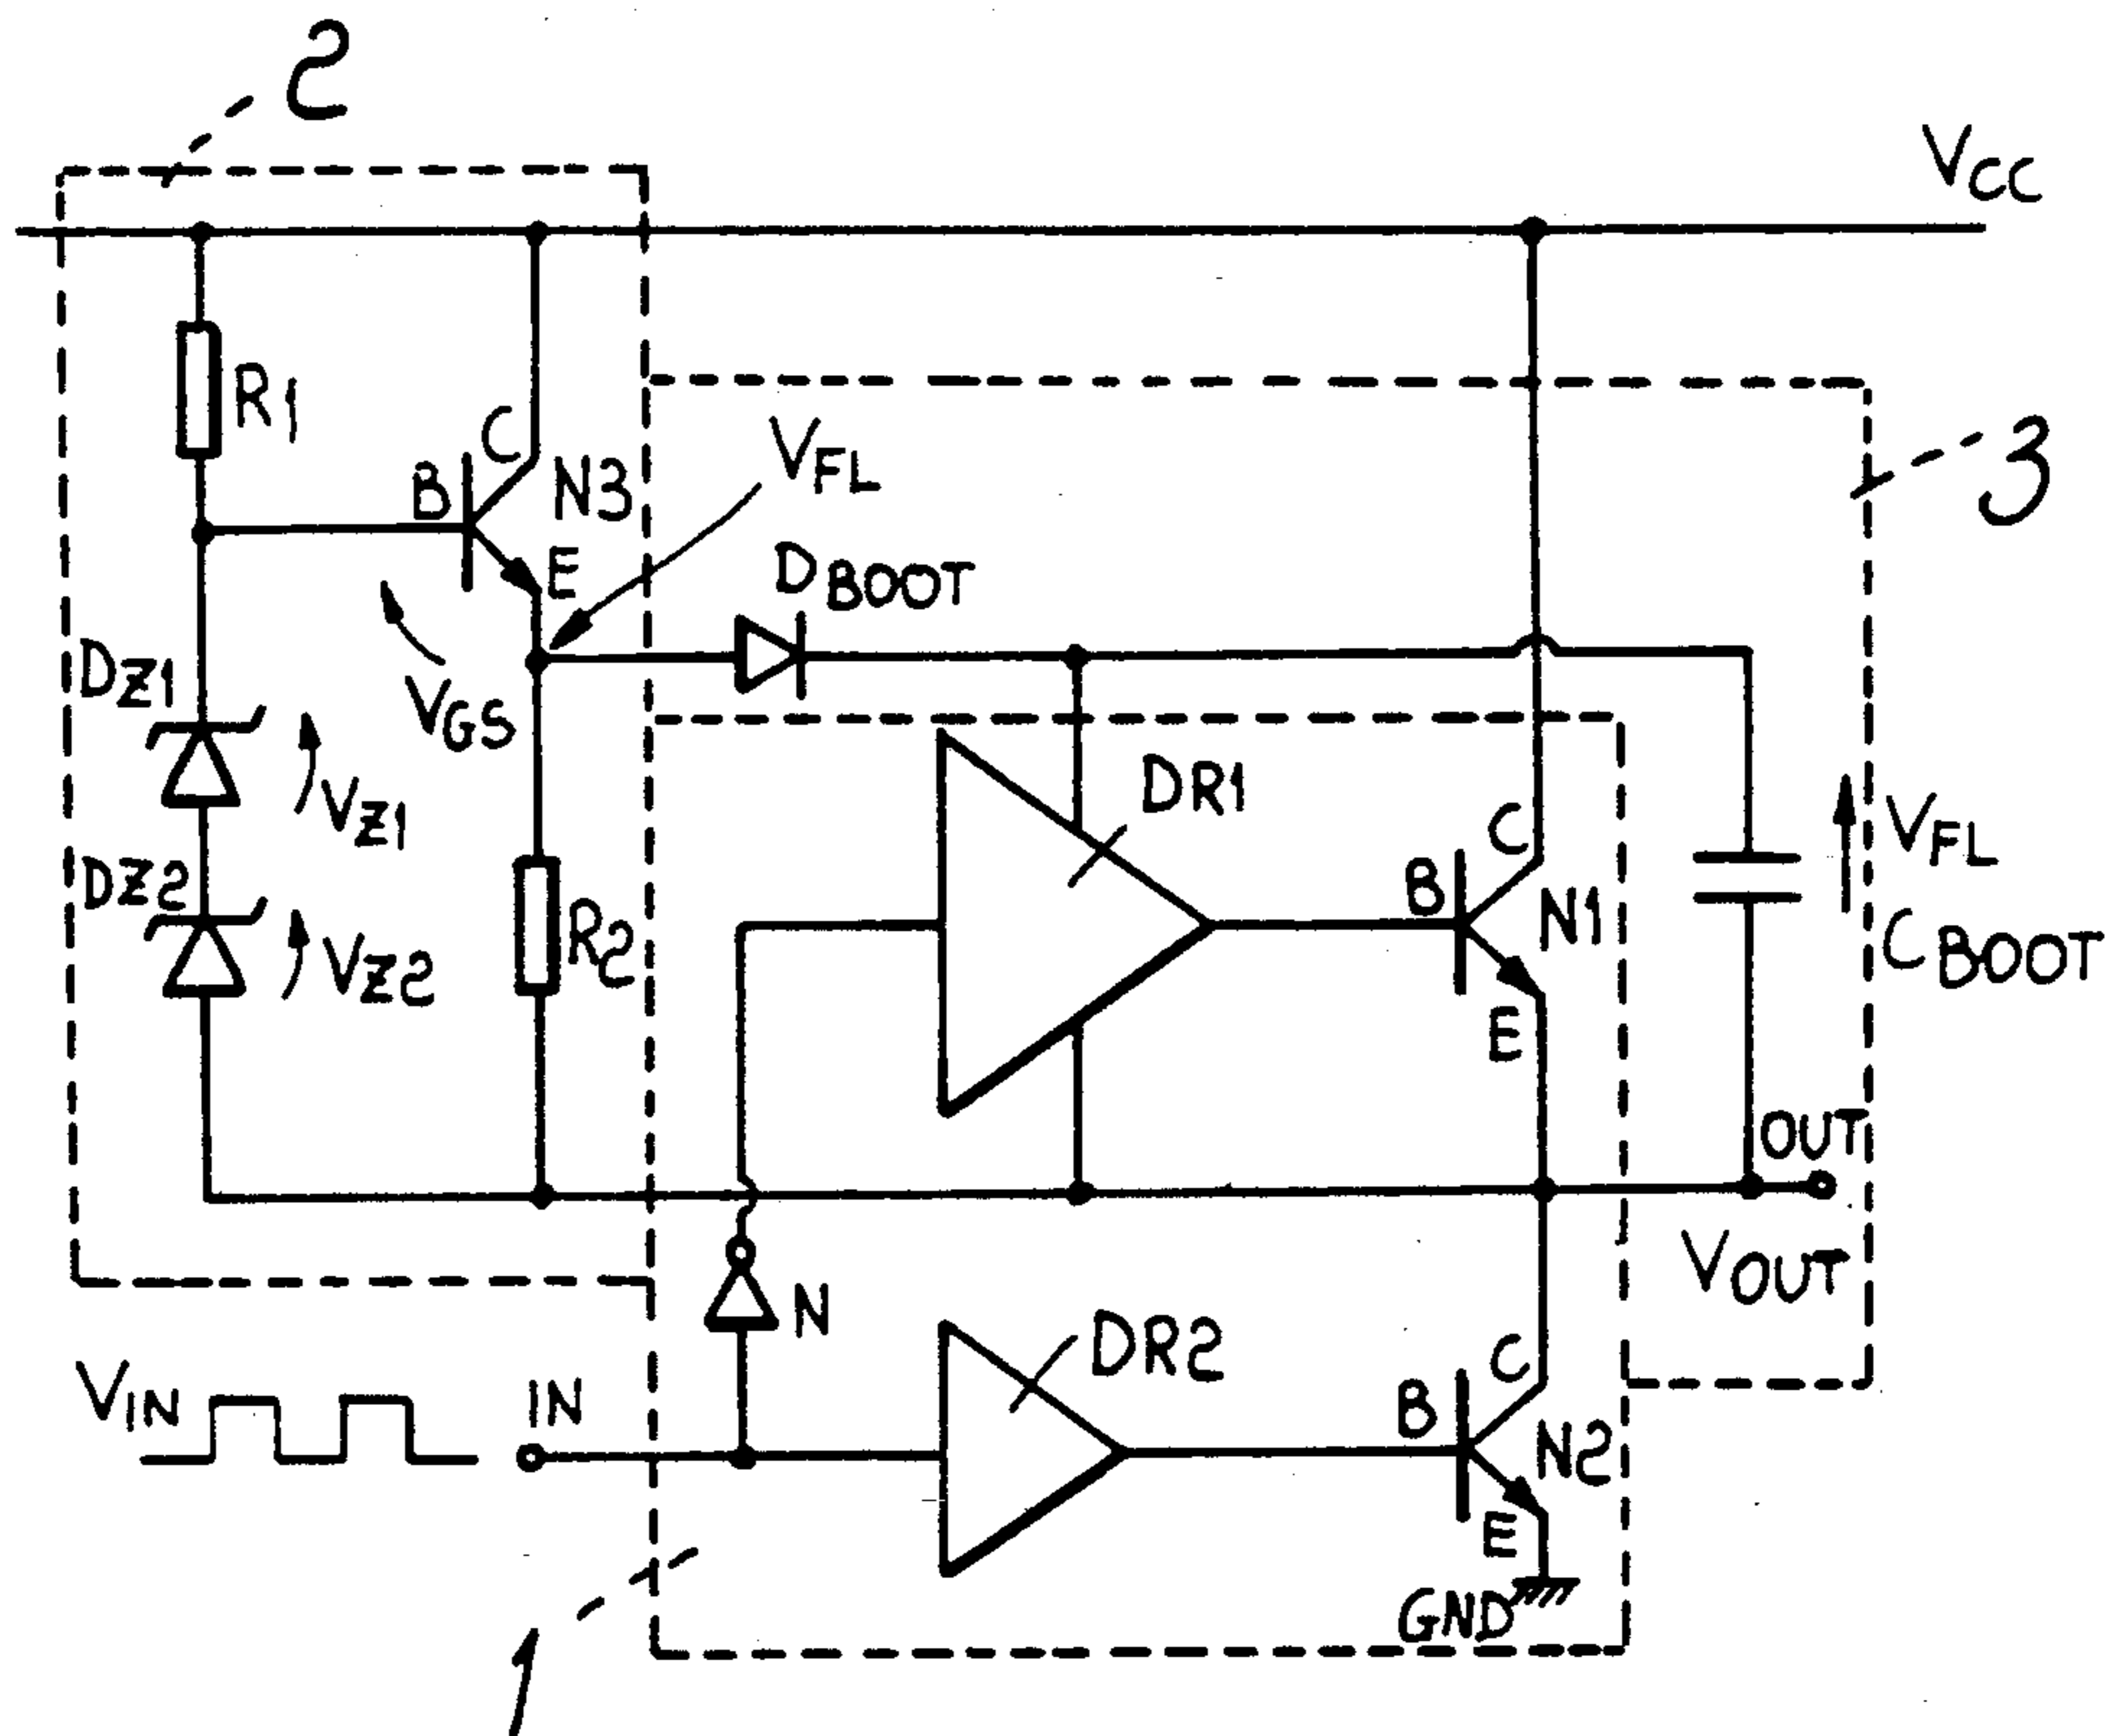 2
VCC
R1
C
B
N3
E
VFL
3
DBOOT
DZ1
VGS
VZ1
DR1
C
B
N1
E
VFL
CBOOT
DZ2
VZ2
R2
OUT
VOUT
N
DR2
VIN
IN
C
B
N2
E
GND
1